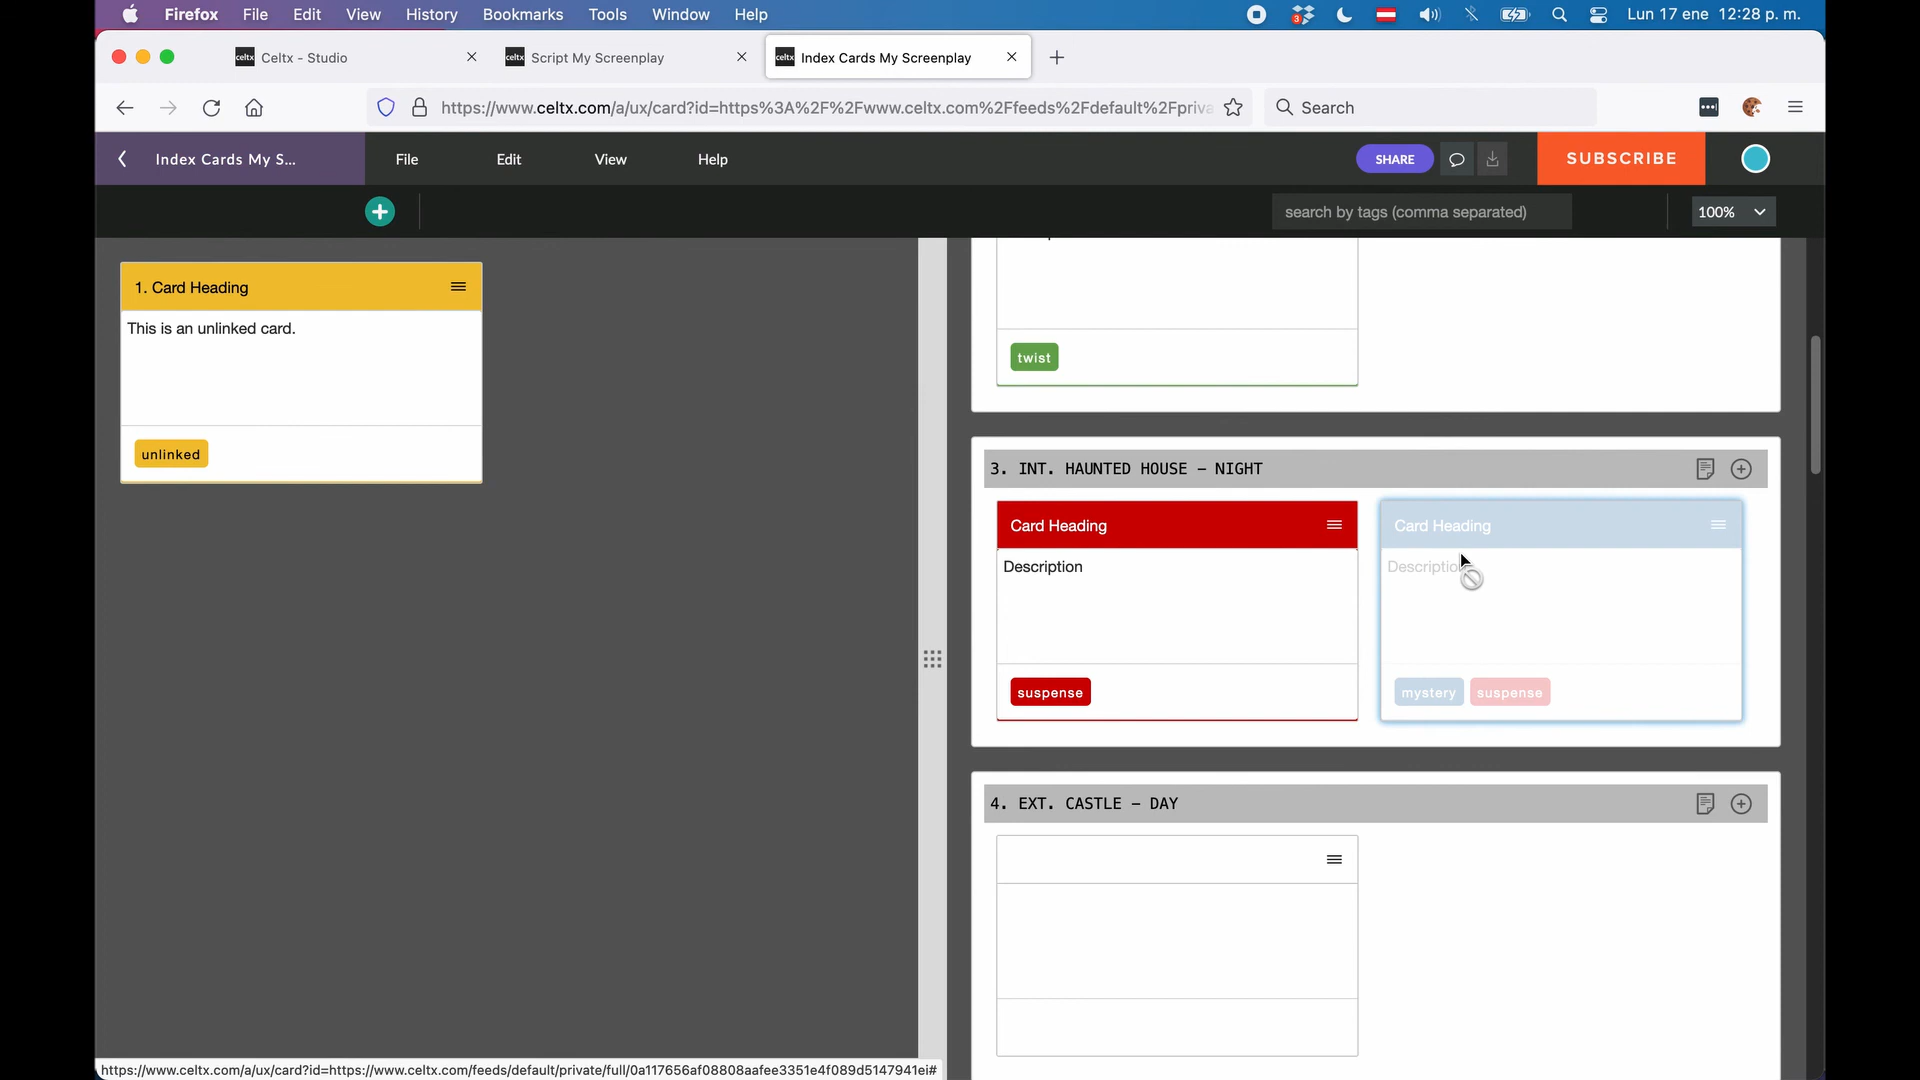 Firefox File Edit View History Bookmarks Tools Window Help
3
Lun 17 ene 12:28 p. m.
celtx Celtx - Studio
celtx Script My Screenplay
celtx Index Cards My Screenplay
https://www.celtx.com/a/ux/card?id=https%3A%2F%2Fwww.celtx.com%2Ffeeds%2Fdefault%2Fpriva
Search
Index Cards My S...
File Edit View Help
SHARE
SUBSCRIBE
search by tags (comma separated)
100%
1. Card Heading
This is an unlinked card.
unlinked
twist
3. INT. HAUNTED HOUSE – NIGHT
Card Heading
Description
suspense
Card Heading
Description
mystery suspense
4. EXT. CASTLE – DAY
https://www.celtx.com/a/ux/card?id=https://www.celtx.com/feeds/default/private/full/0a117656af08808aafee3351e4f089d5147941ei#